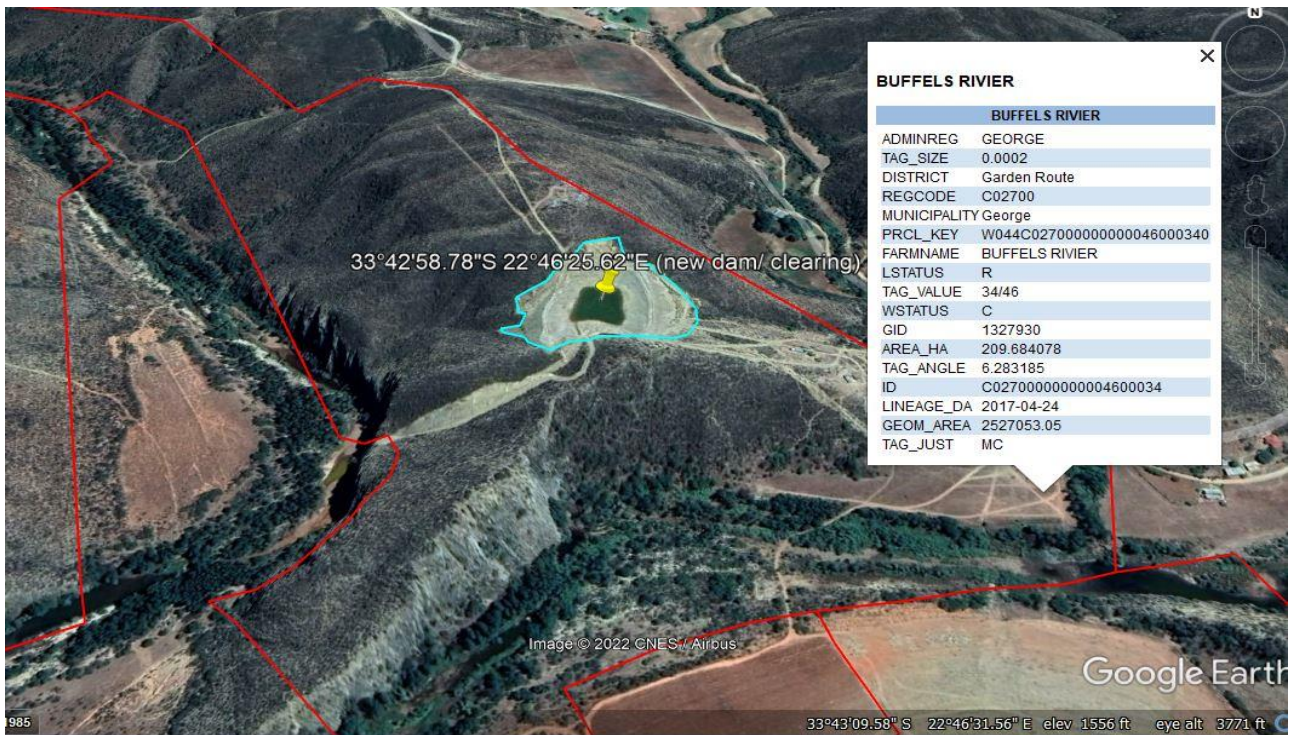 N
BUFFELS RIVIER
BUFFELS RIVIER
ADMINREG GEORGE
TAG_SIZE 0.0002
DISTRICT Garden Route
REGCODE C02700
MUNICIPALITY George
PRCL_KEY W044C027000000000046000340
FARMNAME BUFFELS RIVIER
LSTATUS R
TAG_VALUE 34/46
WSTATUS C
GID 1327930
AREA_HA 209.684078
TAG_ANGLE 6.283185
ID C02700000000004600034
LINEAGE_DA 2017-04-24
GEOM_AREA 2527053.05
TAG_JUST MC
33°42'58.78"S 22°46'25.62"E (new dam/ clearing)
Image © 2022 CNES / Airbus
Google Earth
1985
33°43'09.58" S 22°46'31.56" E elev 1556 ft eye alt 3771 ft